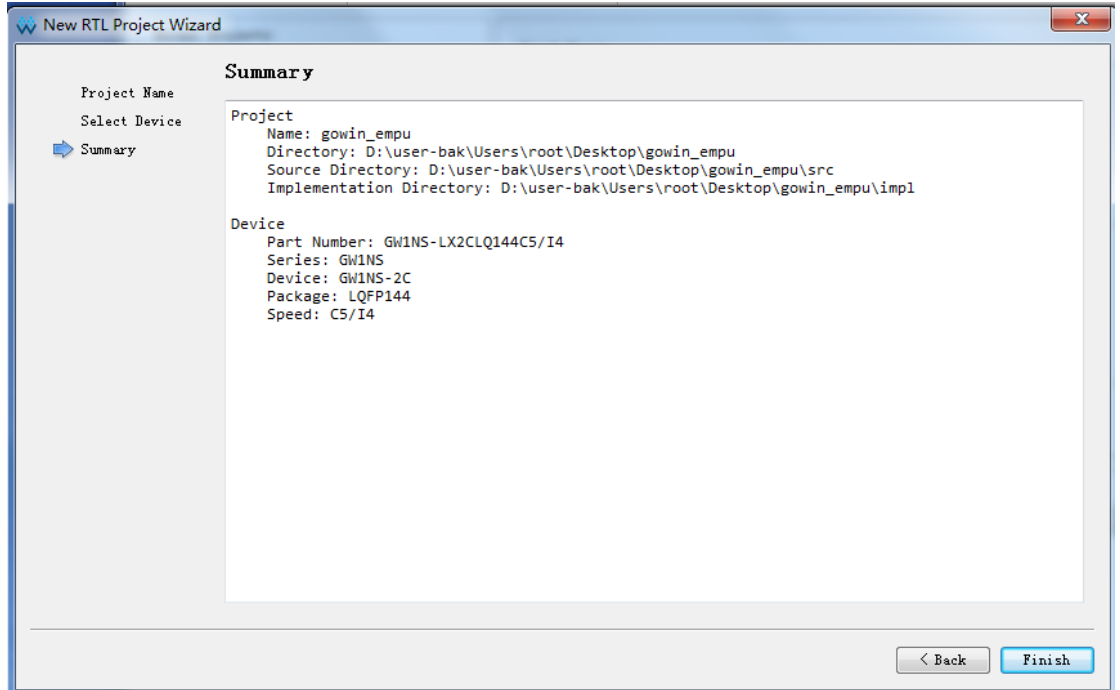 New RTL Project Wizard
Project Name
Select Device
Summary
Summary
Project
Name: gowin_empu
Directory: D:\user-bak\Users\root\Desktop\gowin_empu
Source Directory: D:\user-bak\Users\root\Desktop\gowin_empu\src
Implementation Directory: D:\user-bak\Users\root\Desktop\gowin_empu\impl
Device
Part Number: GW1NS-LX2CLQ144C5/I4
Series: GW1NS
Device: GW1NS-2C
Package: LQFP144
Speed: C5/I4
< Back
Finish